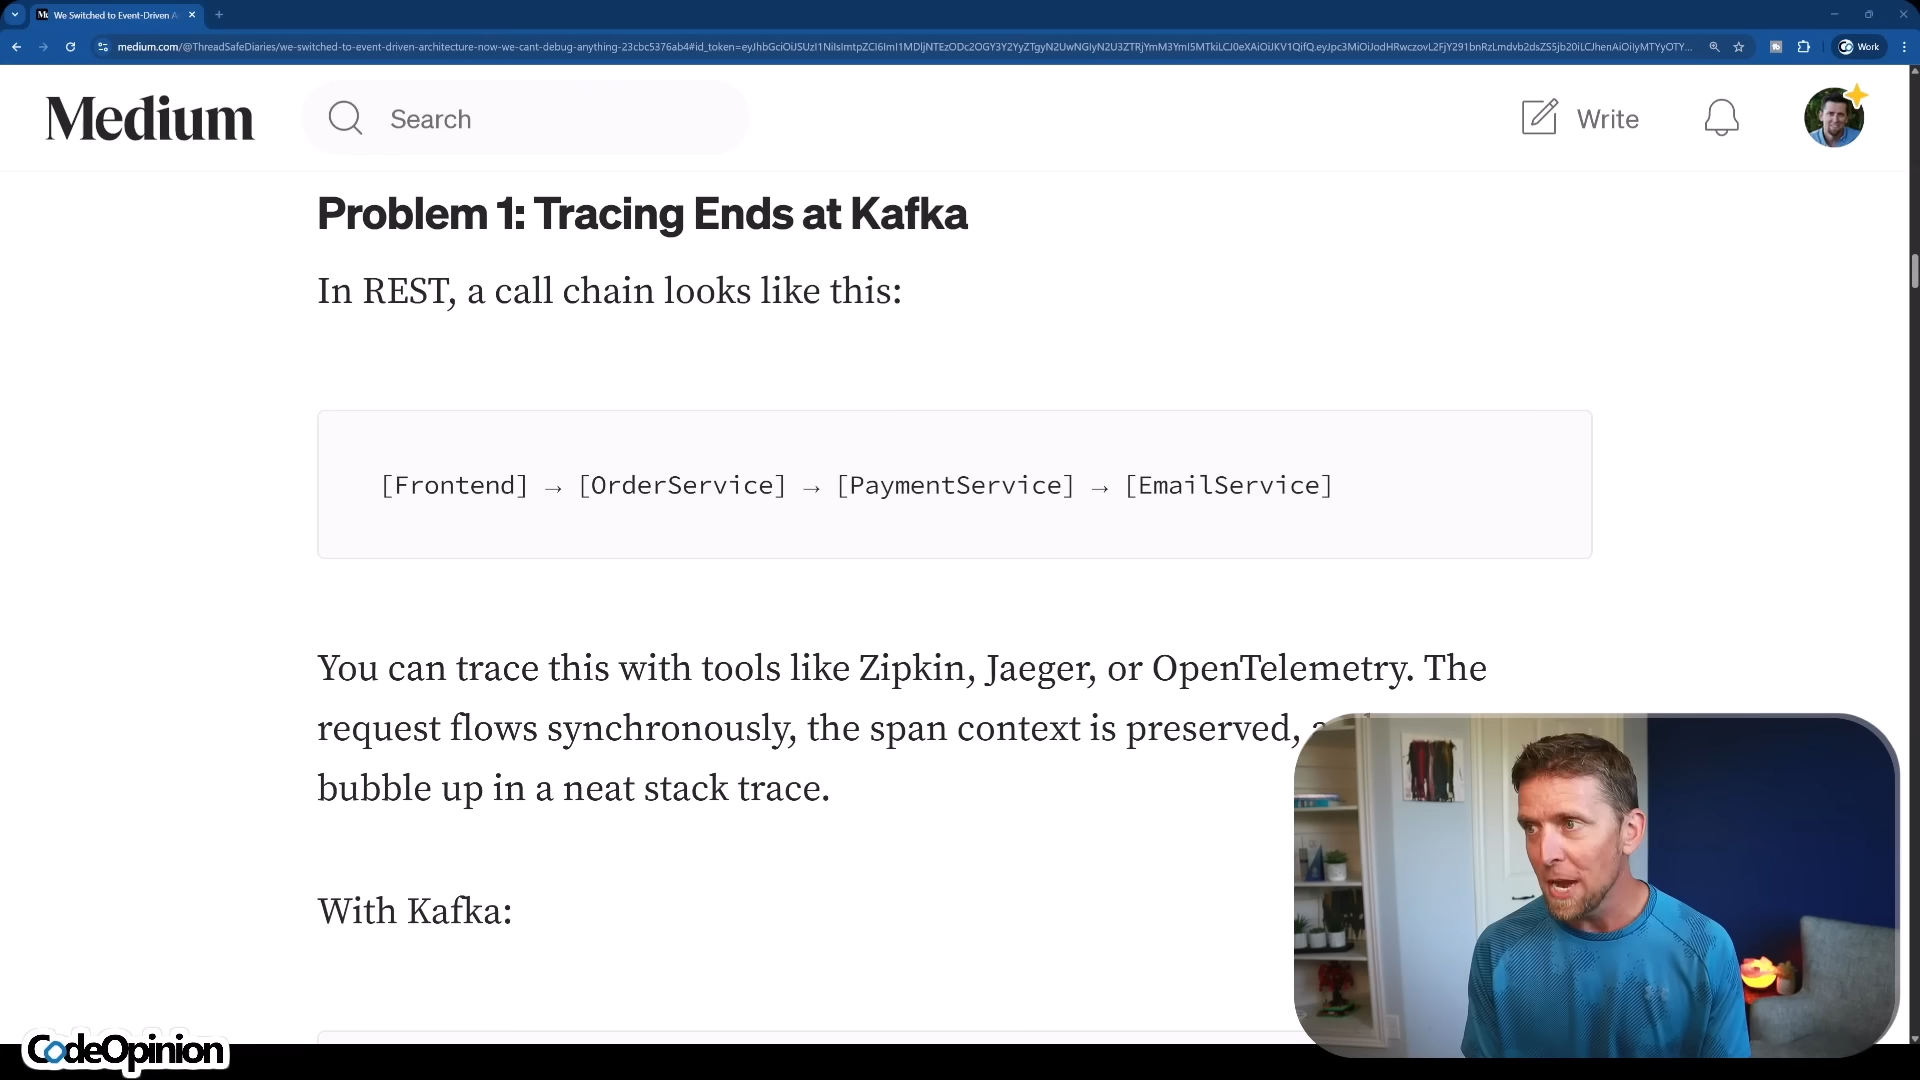 We Switched to Event-Driven A
medium.com/@ThreadSafeDiaries/we-switched-to-event-driven-architecture-now-we-cant-debug-anything-23cbc5376ab4#id_token=
Work
Medium
Search
Write
Problem 1: Tracing Ends at Kafka
In REST, a call chain looks like this:
[Frontend] → [OrderService] → [PaymentService] → [EmailService]
You can trace this with tools like Zipkin, Jaeger, or OpenTelemetry. The
request flows synchronously, the span context is preserved,
bubble up in a neat stack trace.
With Kafka:
CodeOpinion